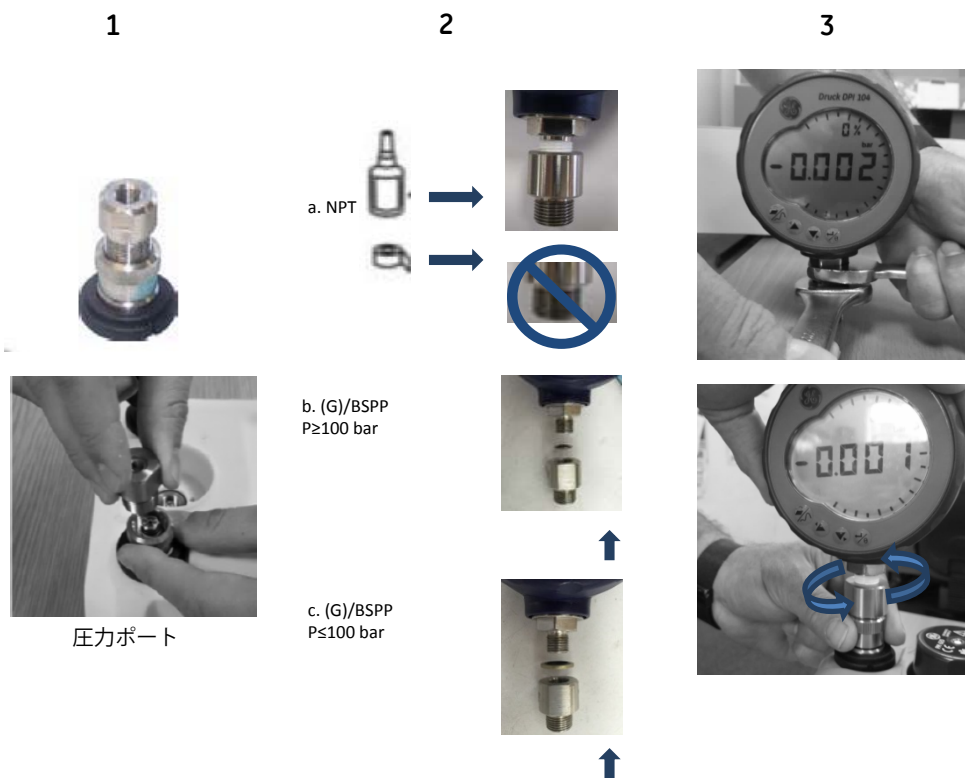 1
2
3
a. NPT
b. (G)/BSPP
P≥100 bar
c. (G)/BSPP
P≤100 bar
圧力ポート
Druck DPI 104
0%
bar
-0.002
-0.001